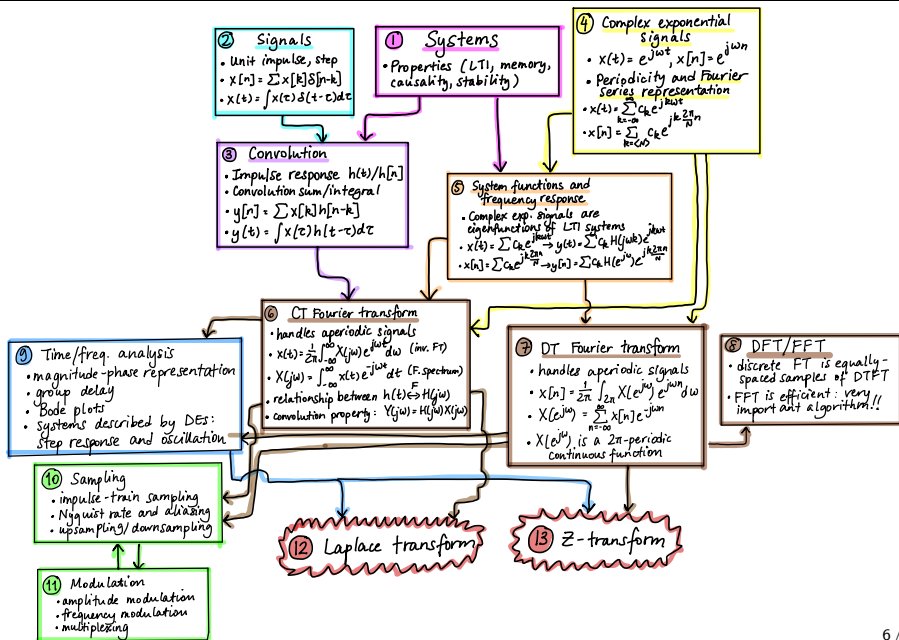 ② Signals
• Unit impulse, step
• x[n] = ∑ x[k] δ[n-k]
• x(t) = ∫ x(τ) δ(t-τ)dτ
① Systems
• Properties (LTI, memory,
causality, stability)
④ Complex exponential
signals
• x(t) = e^{jωt}, x[n] = e^{jωn}
• Periodicity and Fourier
Series representation
• x(t) = ∑_{k=-∞}^{∞} c_k e^{jkωt}
• x[n] = ∑_{k=<N>} c_k e^{jk 2π/N n}
③ Convolution
• Impulse response h(t)/h[n]
• Convolution sum/integral
• y[n] = ∑ x[k] h[n-k]
• y(t) = ∫ x(τ) h(t-τ)dτ
⑤ System functions and
frequency response
• Complex exp. signals are
eigenfunctions of LTI systems
• x(t) = ∑ c_k e^{jkωt} → y(t) = ∑ c_k H(jωk) e^{jkωt}
• x[n] = ∑ c_k e^{jk 2πn/N} → y[n] = ∑ c_k H(e^{jω}) e^{jk 2πn/N}
⑥ CT Fourier transform
• handles aperiodic signals
• x(t) = 1/2π ∫_{-∞}^{∞} X(jω) e^{jωt} dω (inv. FT)
• X(jω) = ∫_{-∞}^{∞} x(t) e^{-jωt} dt (F. spectrum)
• relationship between h(t) ↔^F H(jω)
• convolution property: Y(jω) = H(jω) X(jω)
⑦ DT Fourier transform
• handles aperiodic signals
• x[n] = 1/2π ∫_{2π} X(e^{jω}) e^{jωn} dω
• X(e^{jω}) = ∑_{n=-∞}^{∞} x[n] e^{-jωn}
• X(e^{jω}) is a 2π-periodic
continuous function
⑧ DFT/FFT
• discrete FT is equally-
spaced samples of DTFT
• FFT is efficient: very
important algorithm!!!
⑨ Time/freq. analysis
• magnitude-phase representation
• group delay
• Bode plots
• Systems described by DEs:
step response and oscillation
⑩ Sampling
• impulse-train sampling
• Nyquist rate and aliasing
• upsampling/downsampling
⑪ Modulation
• amplitude modulation
• frequency modulation
• multiplexing
⑫ Laplace transform
⑬ Z-transform
6 /